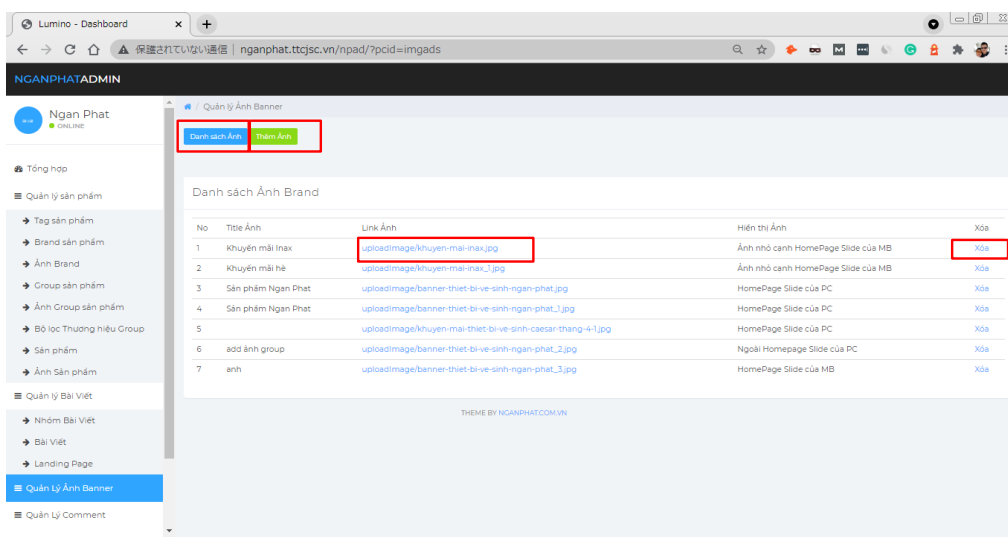 Lumino - Dashboard
保護されていない通信 | nganphat.ttcjsc.vn/npad/?pcid=imgads
NGANPHATADMIN
Ngan Phat
ONLINE
/ Quản lý Ảnh Banner
Danh sách Ảnh Thêm Ảnh
Tổng hợp
Quản lý sản phẩm
Tag sản phẩm
Brand sản phẩm
Ảnh Brand
Group sản phẩm
Ảnh Group sản phẩm
Bộ lọc Thương hiệu Group
Sản phẩm
Ảnh Sản phẩm
Quản lý Bài Viết
Nhóm Bài Viết
Bài Viết
Landing Page
Quản Lý Ảnh Banner
Quản Lý Comment
Danh sách Ảnh Brand
No Title Ảnh Link Ảnh Hiển thị Ảnh Xóa
1 Khuyến mãi Inax uploadImage/khuyen-mai-inax.jpg Ảnh nhỏ canh HomePage Slide của MB Xóa
2 Khuyến mãi hè uploadImage/khuyen-mai-inax_1.jpg Ảnh nhỏ canh HomePage Slide của MB Xóa
3 Sản phẩm Ngan Phat uploadImage/banner-thiet-bi-ve-sinh-ngan-phat.jpg HomePage Slide của PC Xóa
4 Sản phẩm Ngan Phat uploadImage/banner-thiet-bi-ve-sinh-ngan-phat_1.jpg HomePage Slide của PC Xóa
5 uploadImage/khuyen-mai-thiet-bi-ve-sinh-caesar-thang-4-1.jpg HomePage Slide của PC Xóa
6 add ảnh group uploadImage/banner-thiet-bi-ve-sinh-ngan-phat_2.jpg Ngoài Homepage Slide của PC Xóa
7 anh uploadImage/banner-thiet-bi-ve-sinh-ngan-phat_3.jpg HomePage Slide của MB Xóa
THEME BY NGANPHAT.COM.VN